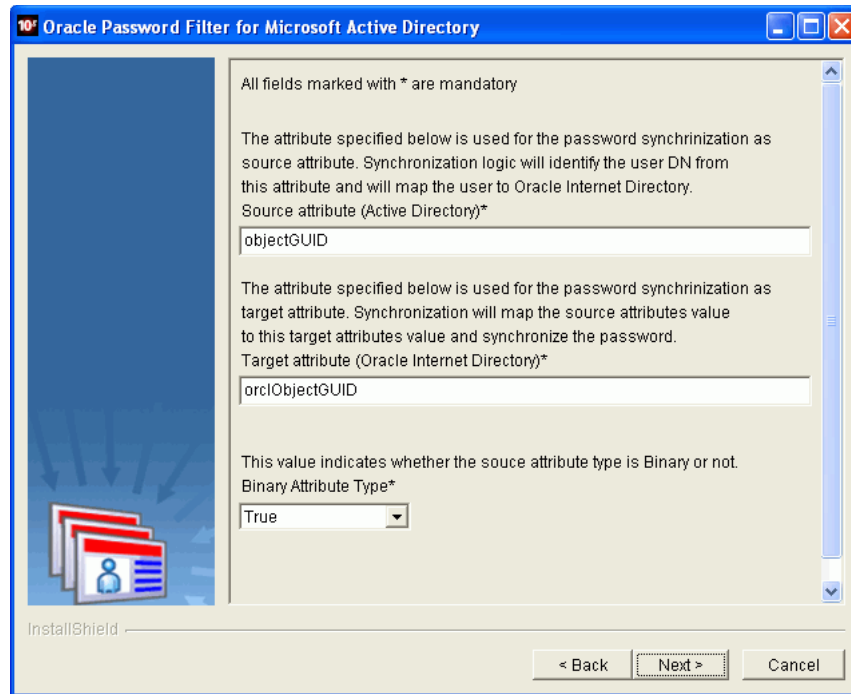 10g Oracle Password Filter for Microsoft Active Directory
All fields marked with * are mandatory
The attribute specified below is used for the password synchrinization as
source attribute. Synchronization logic will identify the user DN from
this attribute and will map the user to Oracle Internet Directory.
Source attribute (Active Directory)*
objectGUID
The attribute specified below is used for the password synchrinization as
target attribute. Synchronization will map the source attributes value
to this target attributes value and synchronize the password.
Target attribute (Oracle Internet Directory)*
orclObjectGUID
This value indicates whether the souce attribute type is Binary or not.
Binary Attribute Type*
True
InstallShield
< Back
Next >
Cancel